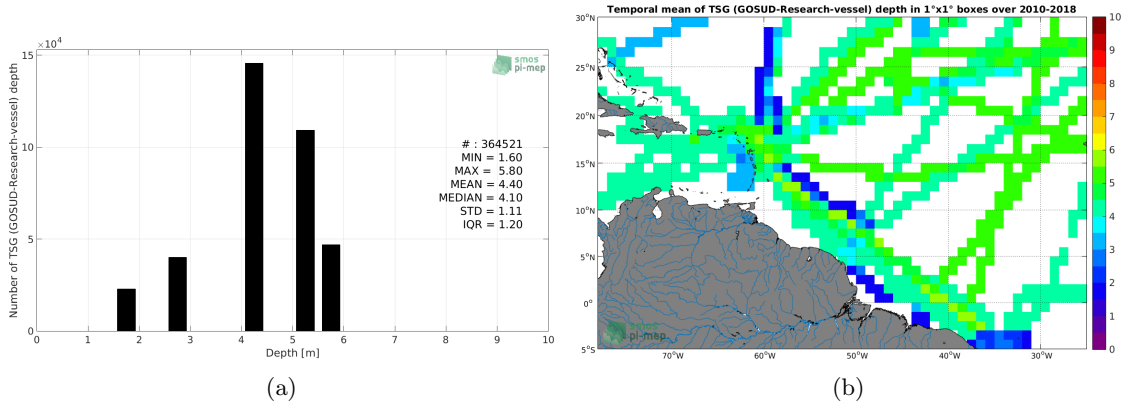 ×10⁴
15
10
5
0
Number of TSG (GOSUD-Research-vessel) depth
smos
pi-mep
# : 364521
MIN = 1.60
MAX = 5.80
MEAN = 4.40
MEDIAN = 4.10
STD = 1.11
IQR = 1.20
0 1 2 3 4 5 6 7 8 9 10
Depth [m]
(a)
Temporal mean of TSG (GOSUD-Research-vessel) depth in 1°x1° boxes over 2010-2018
30°N
25°N
20°N
15°N
10°N
5°N
0°
5°S
70°W 60°W 50°W 40°W 30°W
smos
pi-mep
10
9
8
7
6
5
4
3
2
1
0
(b)